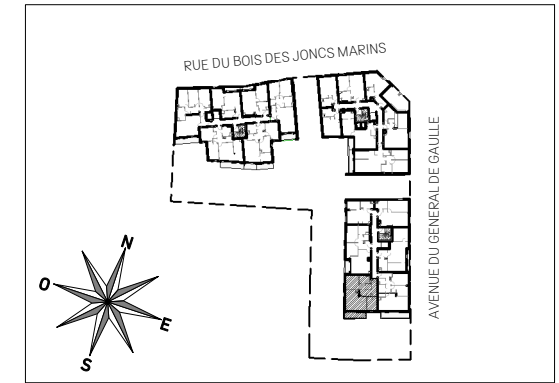 RUE DU BOIS DES JONCS MARINS
AVENUE DU GENERAL DE GAULLE
N
O
E
S